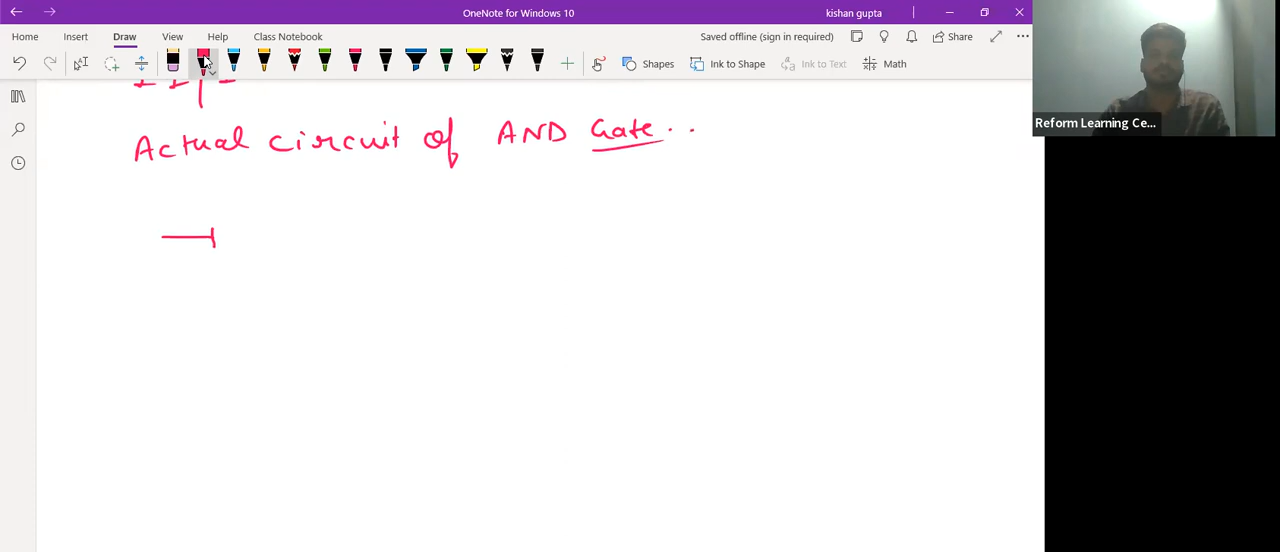 OneNote for Windows 10
kishan gupta
Home Insert Draw View Help Class Notebook
Saved offline (sign in required) Share
Shapes Ink to Shape Ink to Text Math
Reform Learning Ce...
Actual circuit of AND Gate..